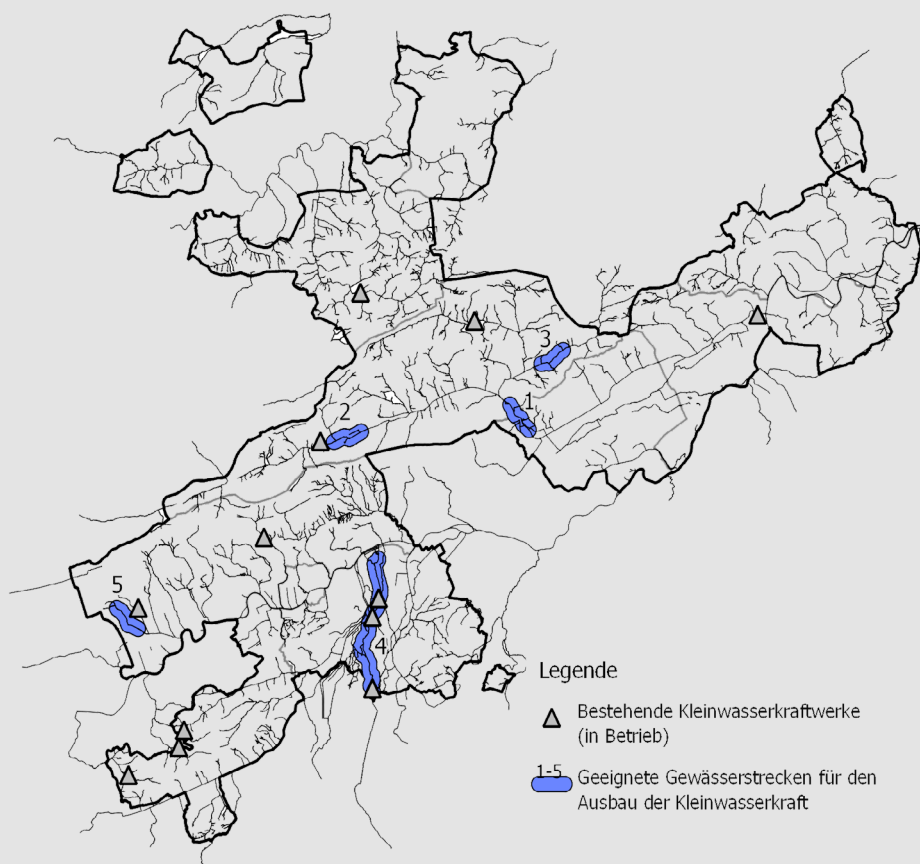 3
1
2
5
4
Legende
Bestehende Kleinwasserkraftwerke
(in Betrieb)
1-5
Geeignete Gewässerstrecken für den
Ausbau der Kleinwasserkraft